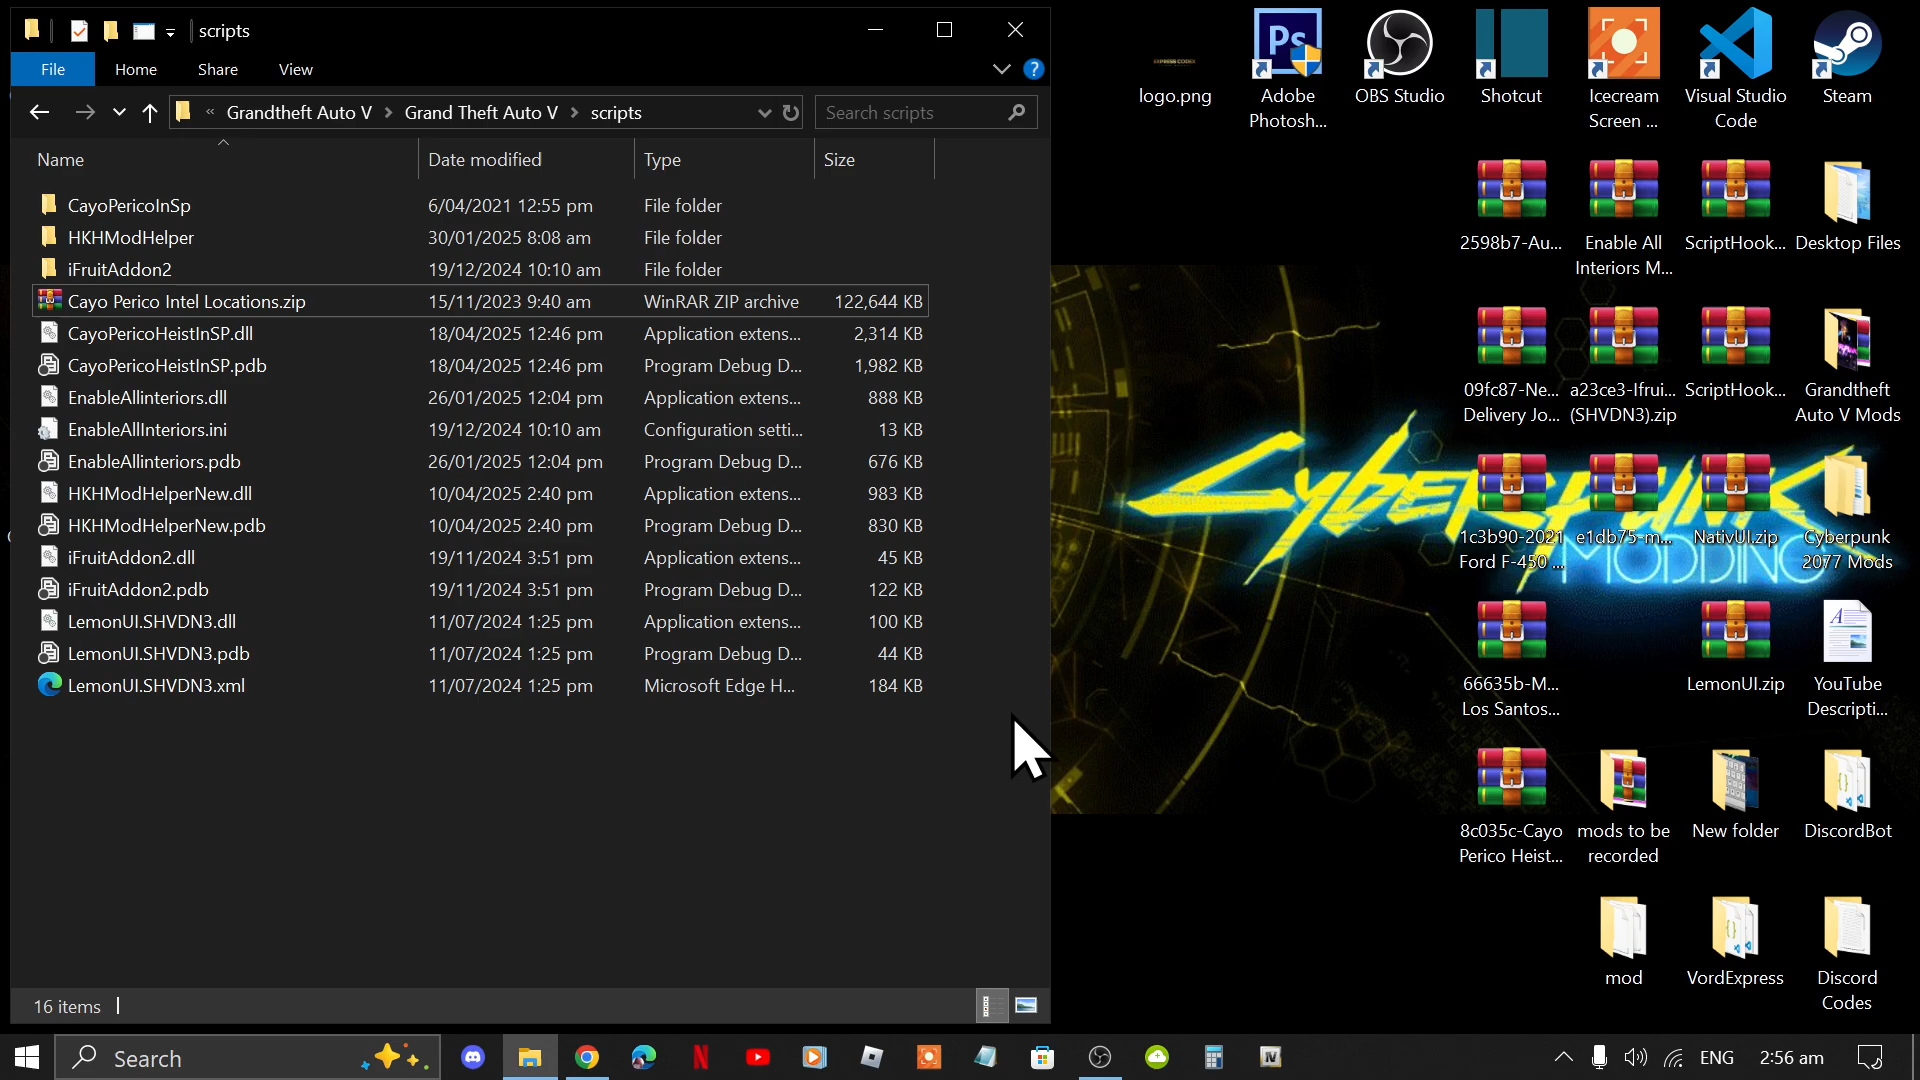 scripts
File
Home
Share
View
« Grandtheft Auto V > Grand Theft Auto V > scripts
Search scripts
Name
Date modified
Type
Size
CayoPericoInSp 6/04/2021 12:55 pm File folder
HKHModHelper 30/01/2025 8:08 am File folder
iFruitAddon2 19/12/2024 10:10 am File folder
Cayo Perico Intel Locations.zip 15/11/2023 9:40 am WinRAR ZIP archive 122,644 KB
CayoPericoHeistInSP.dll 18/04/2025 12:46 pm Application extens... 2,314 KB
CayoPericoHeistInSP.pdb 18/04/2025 12:46 pm Program Debug D... 1,982 KB
EnableAllinteriors.dll 26/01/2025 12:04 pm Application extens... 888 KB
EnableAllInteriors.ini 19/12/2024 10:10 am Configuration setti... 13 KB
EnableAllinteriors.pdb 26/01/2025 12:04 pm Program Debug D... 676 KB
HKHModHelperNew.dll 10/04/2025 2:40 pm Application extens... 983 KB
HKHModHelperNew.pdb 10/04/2025 2:40 pm Program Debug D... 830 KB
iFruitAddon2.dll 19/11/2024 3:51 pm Application extens... 45 KB
iFruitAddon2.pdb 19/11/2024 3:51 pm Program Debug D... 122 KB
LemonUI.SHVDN3.dll 11/07/2024 1:25 pm Application extens... 100 KB
LemonUI.SHVDN3.pdb 11/07/2024 1:25 pm Program Debug D... 44 KB
LemonUI.SHVDN3.xml 11/07/2024 1:25 pm Microsoft Edge H... 184 KB
16 items
logo.png
Ps
Adobe
Photosh...
OBS Studio
Shotcut
Icecream
Screen ...
Visual Studio
Code
Steam
2598b7-Au...
Enable All
Interiors M...
ScriptHook...
Desktop Files
09fc87-Ne...
Delivery Jo...
a23ce3-Ifrui...
(SHVDN3).zip
ScriptHook...
Grandtheft
Auto V Mods
Cyberpunk
MODDING
1c3b90-2021
Ford F-450 ...
e1db75-m...
NativUI.zip
Cyberpunk
2077 Mods
66635b-M...
Los Santos...
LemonUI.zip
YouTube
Descripti...
8c035c-Cayo
Perico Heist...
mods to be
recorded
New folder
DiscordBot
mod
VordExpress
Discord
Codes
Search
ENG
2:56 am